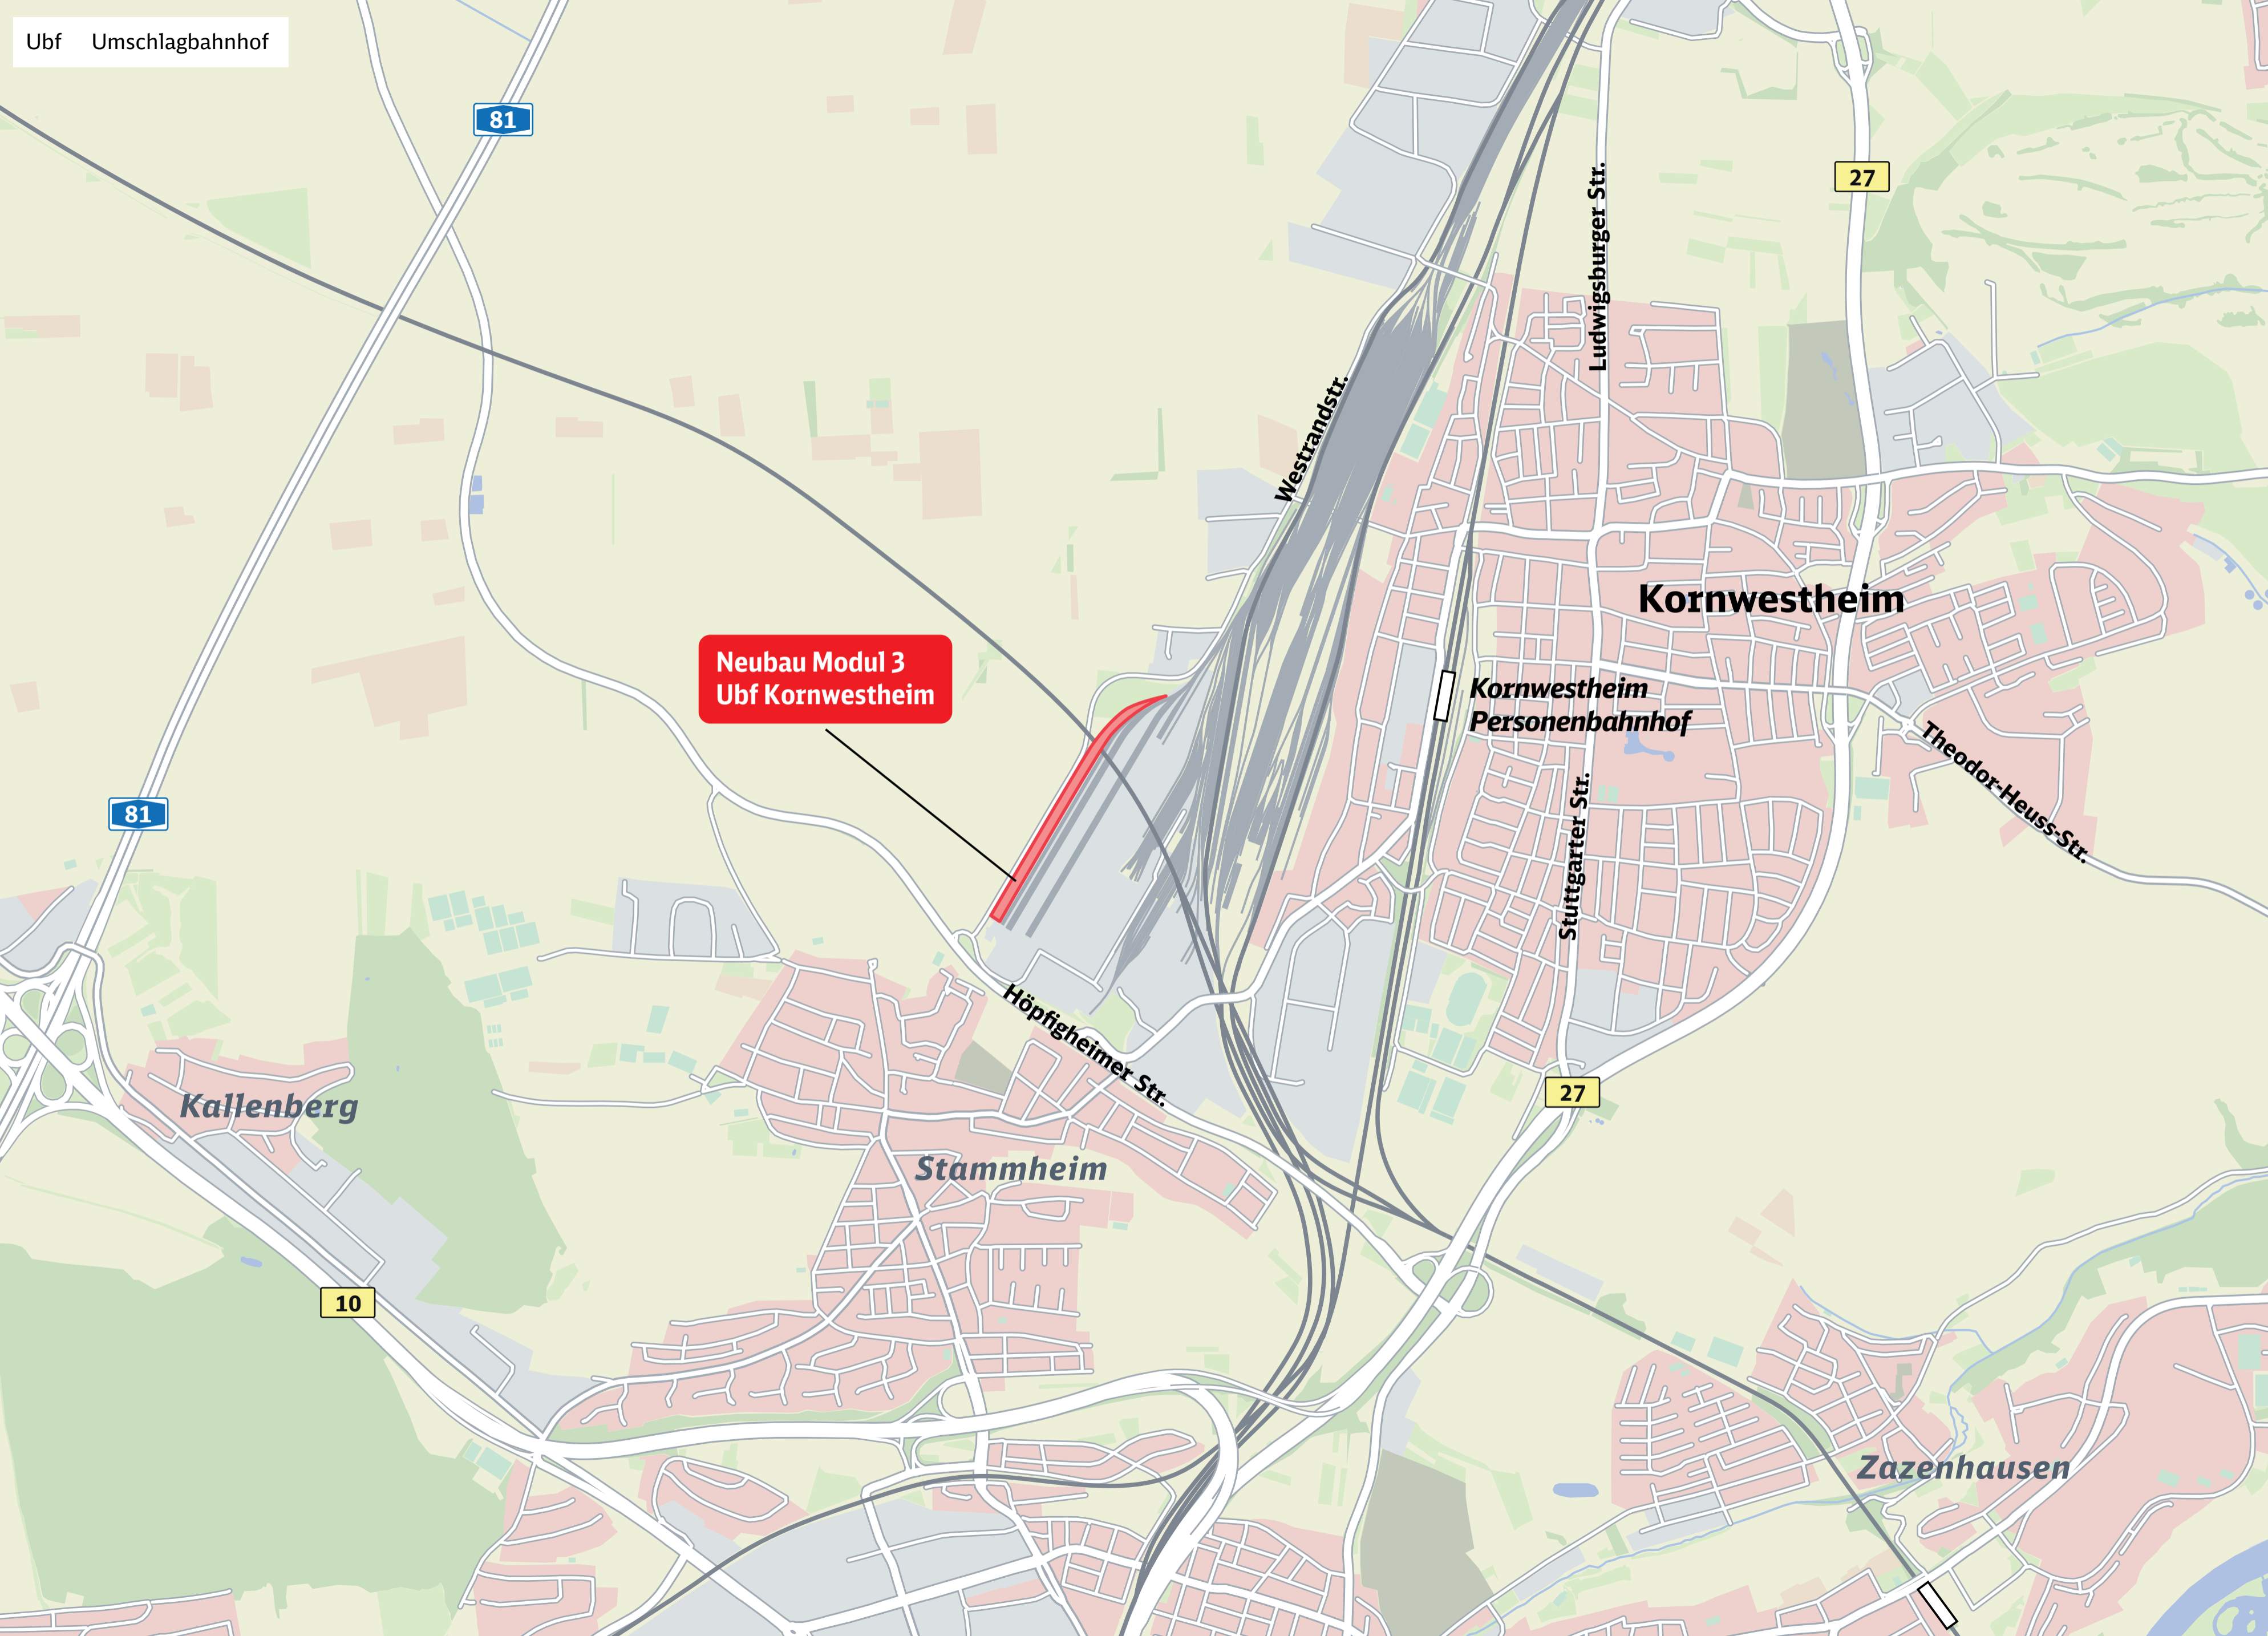 Ubf Umschlagbahnhof
81
27
Ludwigsburger Str.
Westrandstr.
Kornwestheim
Neubau Modul 3
Ubf Kornwestheim
Kornwestheim
Personenbahnhof
Theodor-Heuss-Str.
81
Stuttgarter Str.
Höpfigheimer Str.
27
Kallenberg
Stammheim
10
Zazenhausen